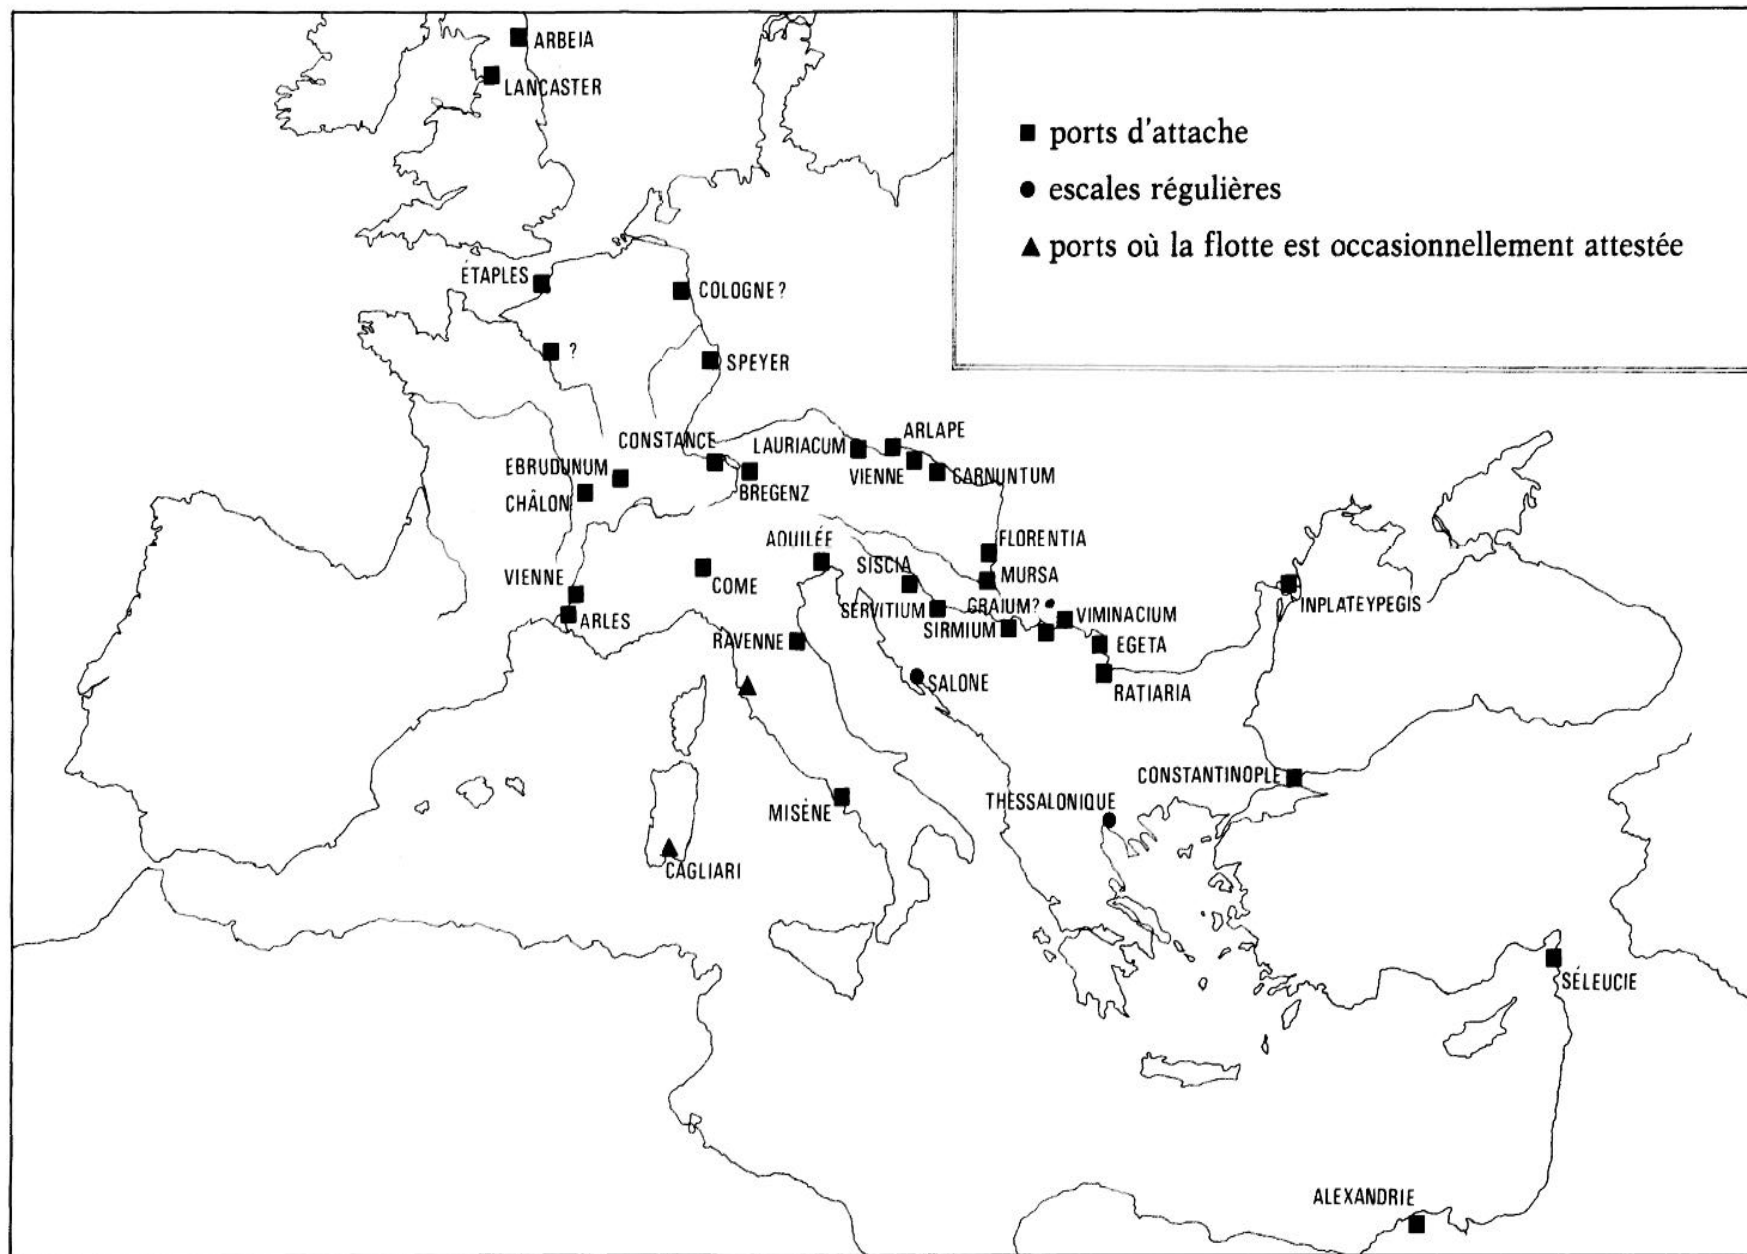 ARBEIA
LANCASTER
■ ports d'attache
● escales régulières
▲ ports où la flotte est occasionnellement attestée
ÉTAPLES
COLOGNE?
?
SPEYER
CONSTANCE
LAURIACUM
ARLAPE
EBRUDUNUM
VIENNE
CARNUNTUM
CHÂLON
BREGENZ
AQUILÉE
FLORENTIA
SISCIA
VIENNE
COME
MURSA
SERVITIUM
GRAIUM?
INPLATEYPEGIS
ARLES
VIMINACIUM
SIRMIUM
RAVENNE
EGETA
SALONE
RATIARIA
CONSTANTINOPLE
THESSALONIQUE
MISÈNE
CAGLIARI
SÉLEUCIE
ALEXANDRIE